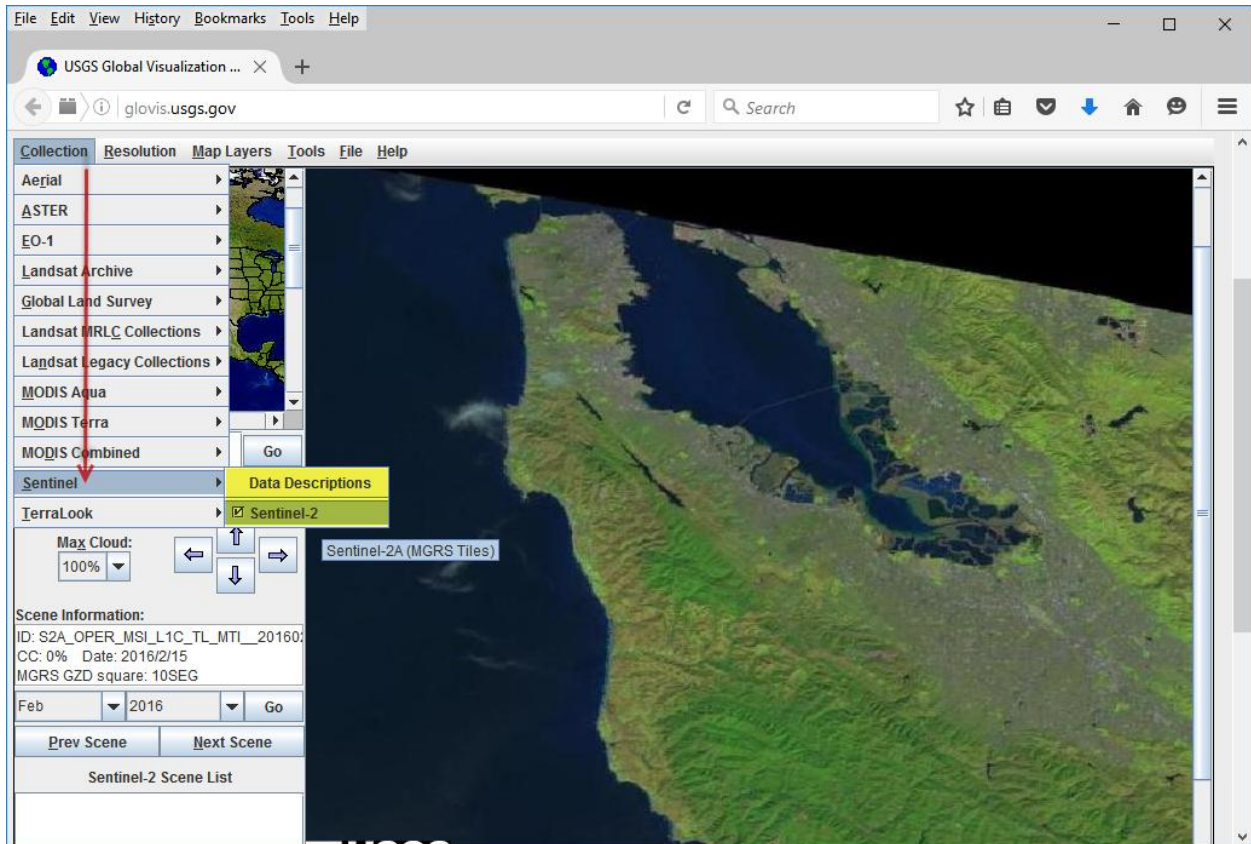 File Edit View History Bookmarks Tools Help
USGS Global Visualization ...
glovis.usgs.gov
Search
Collection Resolution Map Layers Tools File Help
Aerial
ASTER
EO-1
Landsat Archive
Global Land Survey
Landsat MRLC Collections
Landsat Legacy Collections
MODIS Aqua
MODIS Terra
MODIS Combined
Go
Sentinel
Data Descriptions
TerraLook
Sentinel-2
Sentinel-2A (MGRS Tiles)
Max Cloud:
100%
Scene Information:
ID: S2A_OPER_MSI_L1C_TL_MTI__20160
CC: 0% Date: 2016/2/15
MGRS GZD square: 10SEG
Feb 2016 Go
Prev Scene Next Scene
Sentinel-2 Scene List